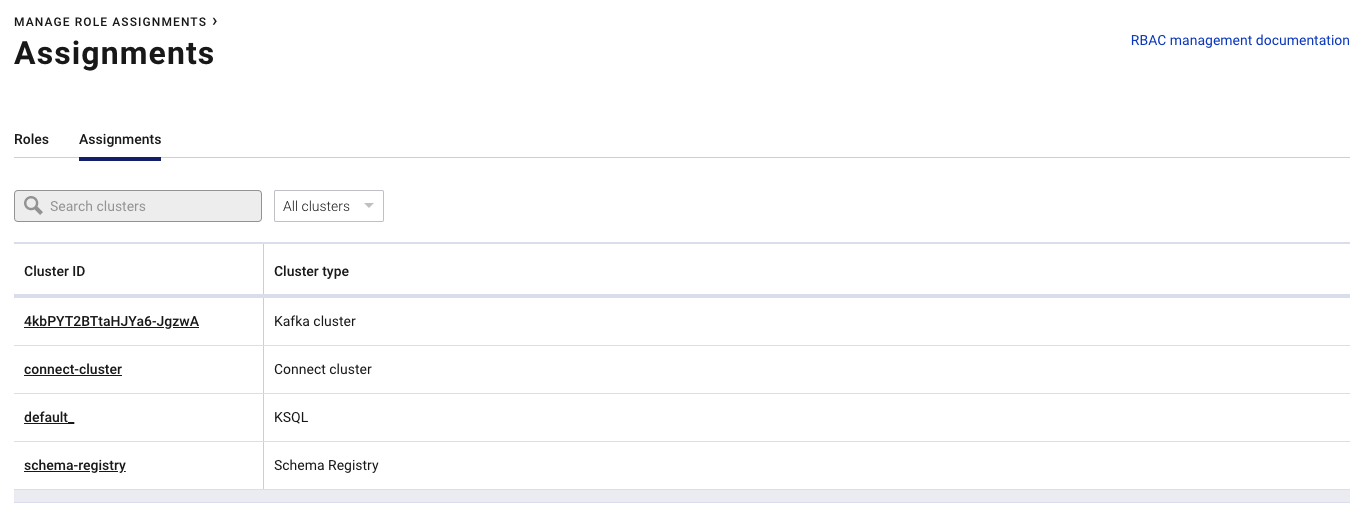 MANAGE ROLE ASSIGNMENTS ›
Assignments
RBAC management documentation
Roles Assignments
Search clusters All clusters
Cluster ID Cluster type
4kbPYT2BTtaHJYa6-JgzwA Kafka cluster
connect-cluster Connect cluster
default_ KSQL
schema-registry Schema Registry